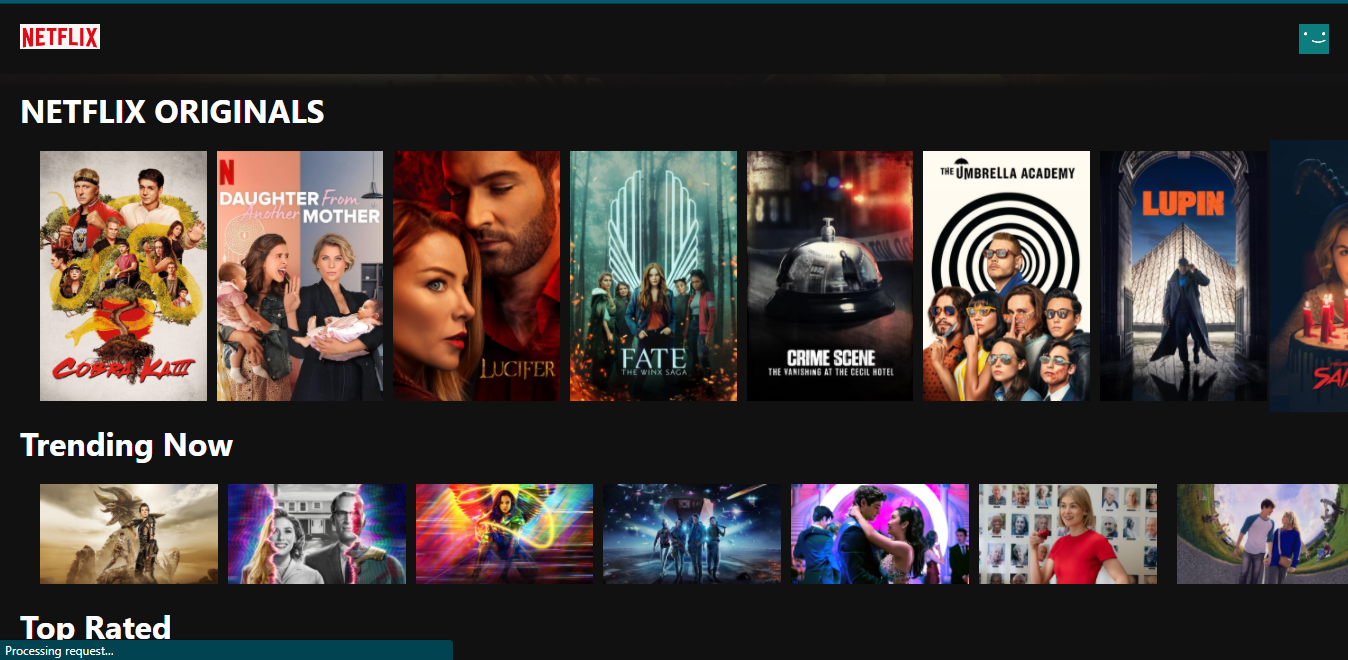 NETFLIX
NETFLIX ORIGINALS
COBRA KAI III
N
DAUGHTER From
Another MOTHER
LUCIFER
FATE
THE WINX SAGA
CRIME SCENE
THE VANISHING AT THE CECIL HOTEL
THE UMBRELLA ACADEMY
LUPIN
Trending Now
Top Rated
Processing request...